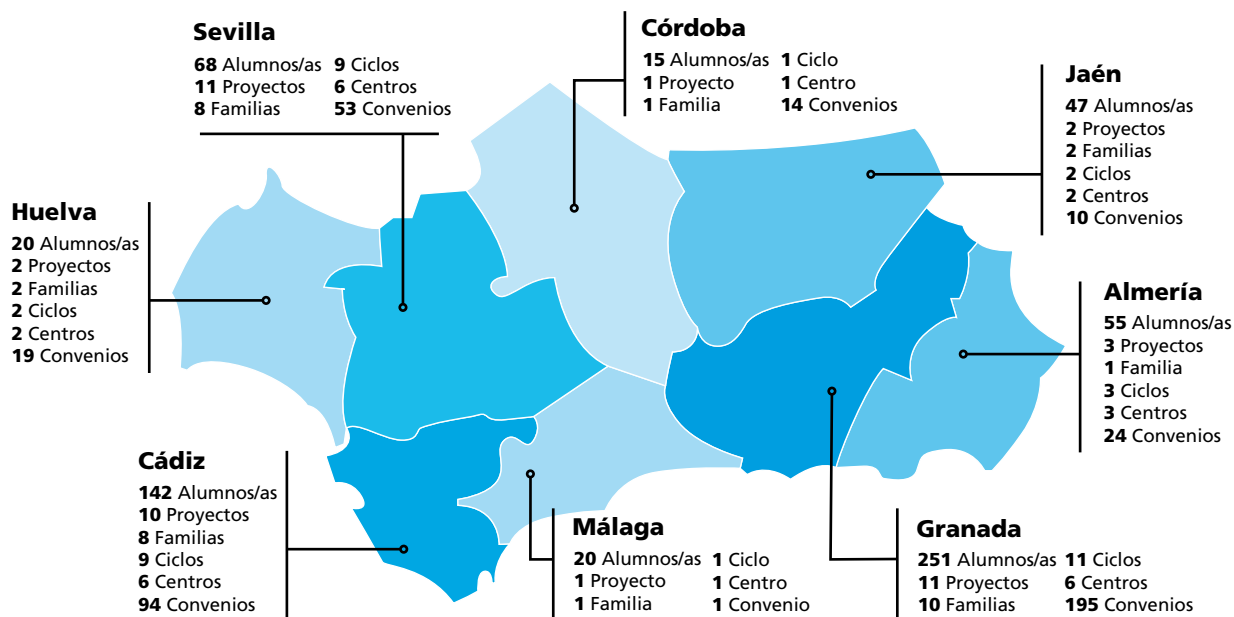 Sevilla
68 Alumnos/as 9 Ciclos
11 Proyectos 6 Centros
8 Familias 53 Convenios
Córdoba
15 Alumnos/as 1 Ciclo
1 Proyecto 1 Centro
1 Familia 14 Convenios
Jaén
47 Alumnos/as
2 Proyectos
2 Familias
2 Ciclos
2 Centros
10 Convenios
Huelva
20 Alumnos/as
2 Proyectos
2 Familias
2 Ciclos
2 Centros
19 Convenios
Almería
55 Alumnos/as
3 Proyectos
1 Familia
3 Ciclos
3 Centros
24 Convenios
Cádiz
142 Alumnos/as
10 Proyectos
8 Familias
9 Ciclos
6 Centros
94 Convenios
Málaga
20 Alumnos/as 1 Ciclo
1 Proyecto 1 Centro
1 Familia 1 Convenio
Granada
251 Alumnos/as 11 Ciclos
11 Proyectos 6 Centros
10 Familias 195 Convenios